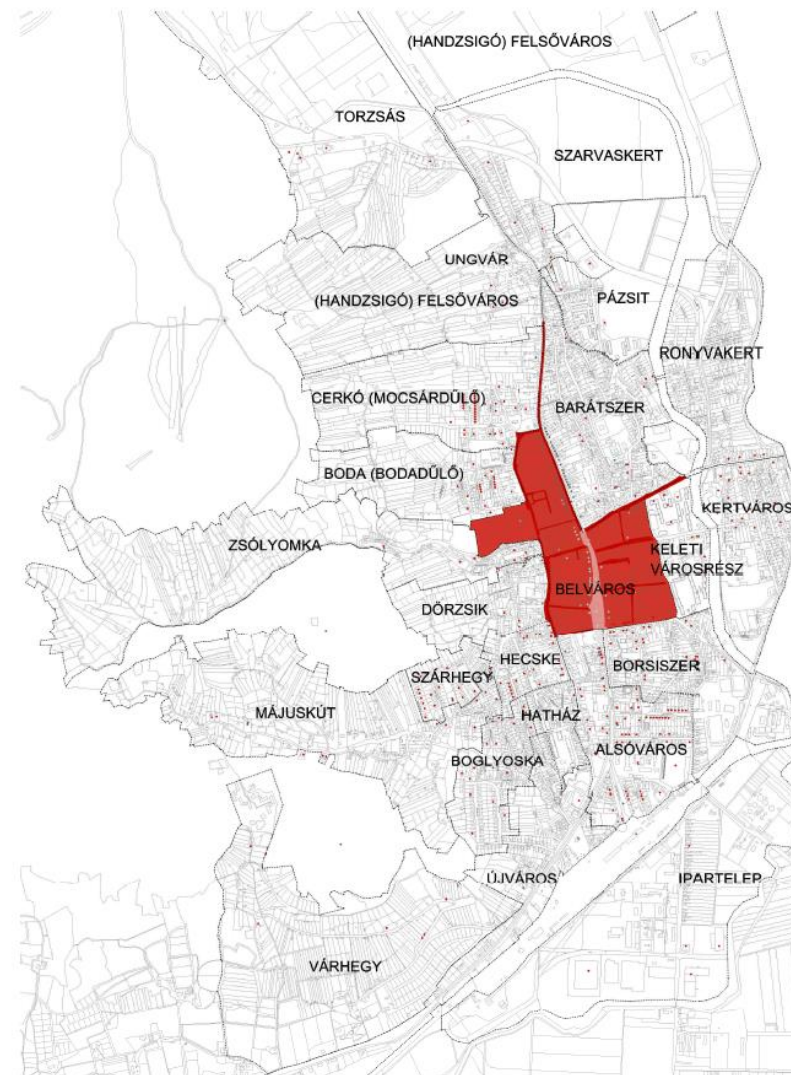 (HANDZSIGÓ) FELSŐVÁROS
TORZSÁS
SZARVASKERT
UNGVÁR
(HANDZSIGÓ) FELSŐVÁROS
PÁZSIT
RONYVAKERT
CERKÓ (MOCSÁRDŰLŐ)
BARÁTSZER
BODA (BODADŰLŐ)
KERTVÁROS
ZSÓLYOMKA
KELETI
VÁROSRÉSZ
BELVÁROS
DÖRZSIK
HECSKE
BORSISZER
SZÁRHEGY
MÁJUSKÚT
HATHÁZ
ALSÓVÁROS
BOGLYOSKA
ÚJVÁROS
IPARTELEP
VÁRHEGY